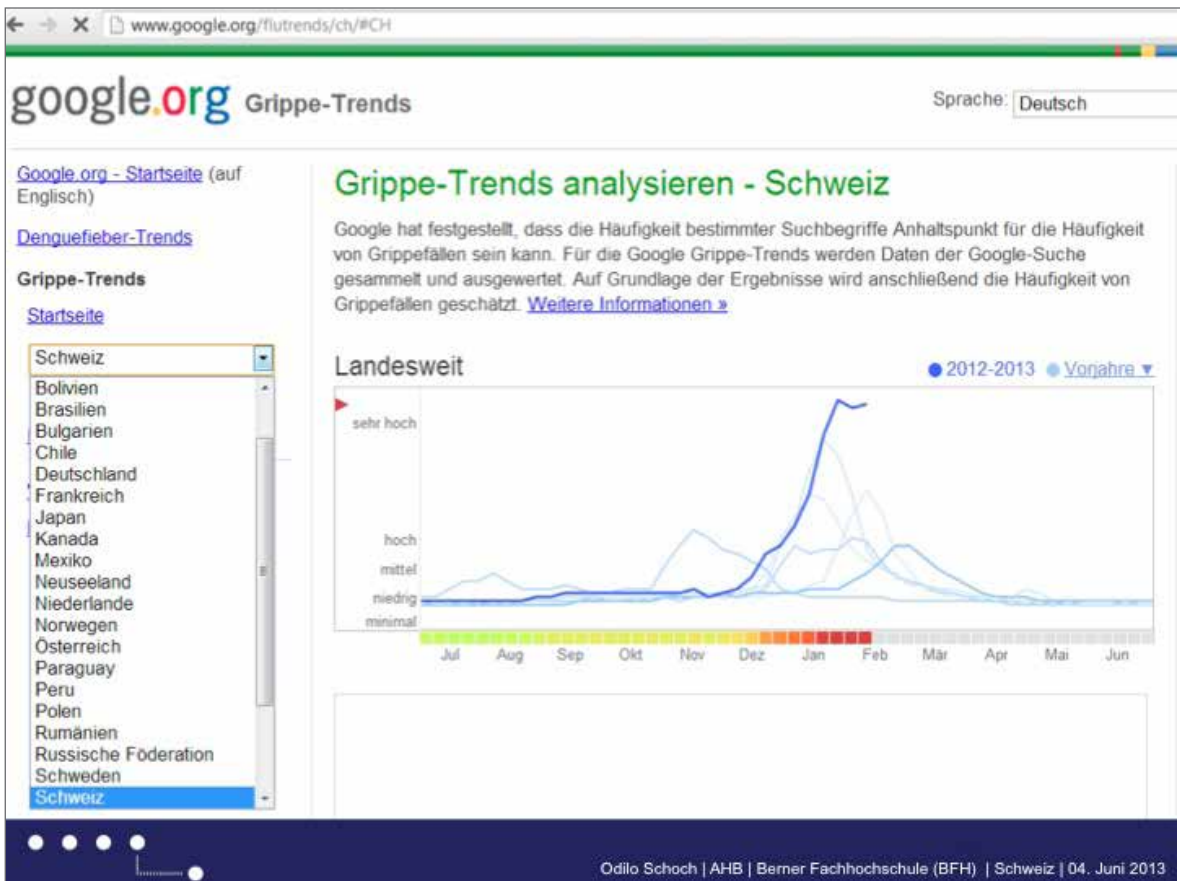 www.google.org/flutrends/ch/#CH
google.org Grippe-Trends
Sprache: Deutsch
Google.org - Startseite (auf
Englisch)
Denguefieber-Trends
Grippe-Trends
Startseite
Schweiz
Bolivien
Brasilien
Bulgarien
Chile
Deutschland
Frankreich
Japan
Kanada
Mexiko
Neuseeland
Niederlande
Norwegen
Österreich
Paraguay
Peru
Polen
Rumänien
Russische Föderation
Schweden
Schweiz
Grippe-Trends analysieren - Schweiz
Google hat festgestellt, dass die Häufigkeit bestimmter Suchbegriffe Anhaltspunkt für die Häufigkeit
von Grippefällen sein kann. Für die Google Grippe-Trends werden Daten der Google-Suche
gesammelt und ausgewertet. Auf Grundlage der Ergebnisse wird anschließend die Häufigkeit von
Grippefällen geschätzt. Weitere Informationen »
Landesweit
2012-2013 Vorjahre ▼
sehr hoch
hoch
mittel
niedrig
minimal
Jul Aug Sep Okt Nov Dez Jan Feb Mär Apr Mai Jun
Odilo Schoch | AHB | Berner Fachhochschule (BFH) | Schweiz | 04. Juni 2013